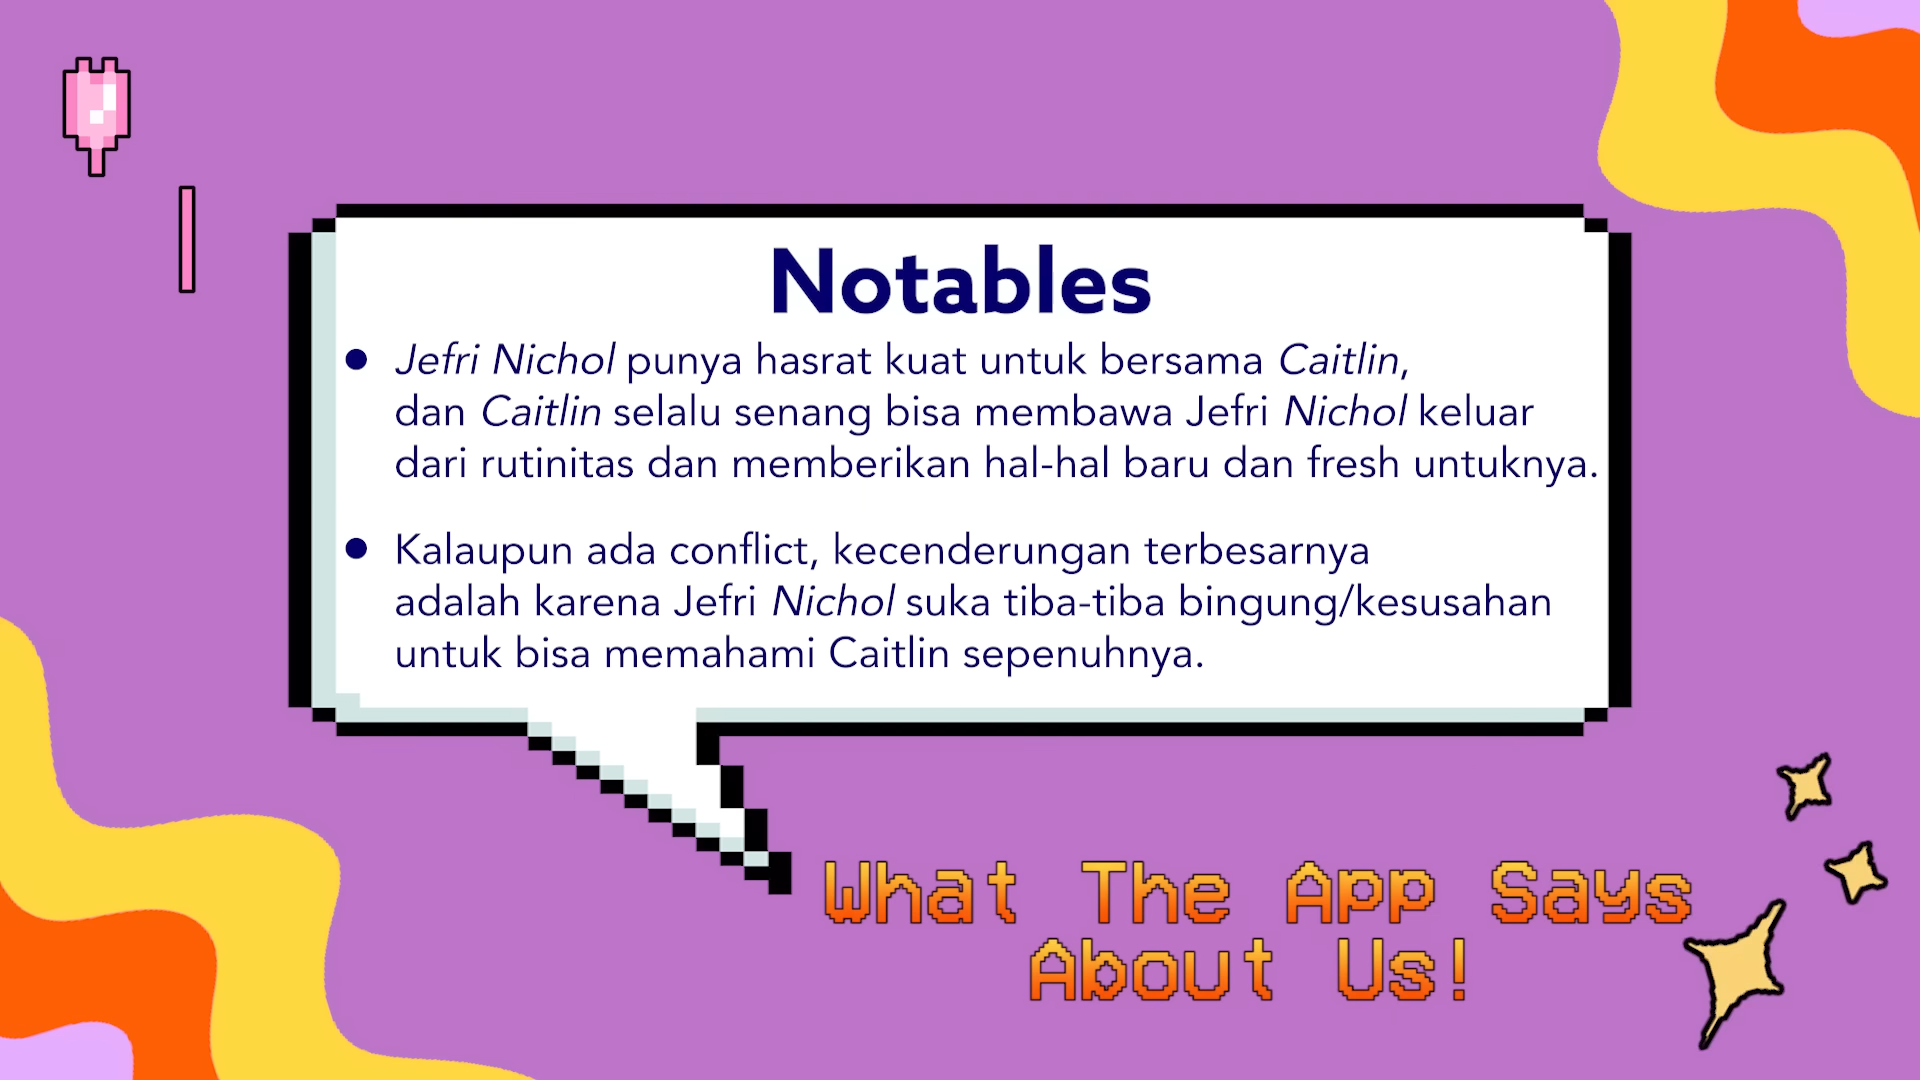 Notables
● Jefri Nichol punya hasrat kuat untuk bersama Caitlin,
dan Caitlin selalu senang bisa membawa Jefri Nichol keluar
dari rutinitas dan memberikan hal-hal baru dan fresh untuknya.
● Kalaupun ada conflict, kecenderungan terbesarnya
adalah karena Jefri Nichol suka tiba-tiba bingung/kesusahan
untuk bisa memahami Caitlin sepenuhnya.
What The App Says
About Us!